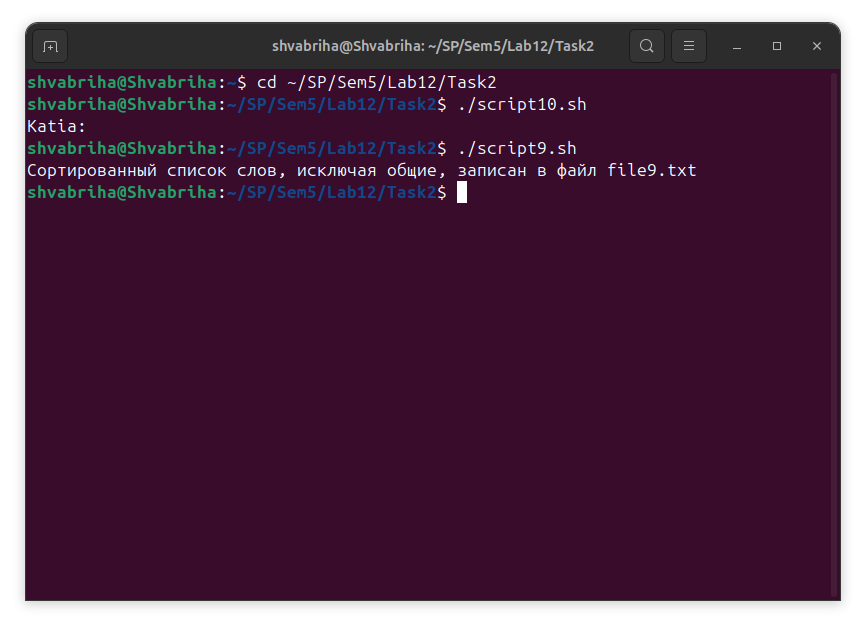 shvabriha@Shvabriha: ~/SP/Sem5/Lab12/Task2
shvabriha@Shvabriha:~$ cd ~/SP/Sem5/Lab12/Task2
shvabriha@Shvabriha:~/SP/Sem5/Lab12/Task2$ ./script10.sh
Katia:
shvabriha@Shvabriha:~/SP/Sem5/Lab12/Task2$ ./script9.sh
Сортированный список слов, исключая общие, записан в файл file9.txt
shvabriha@Shvabriha:~/SP/Sem5/Lab12/Task2$